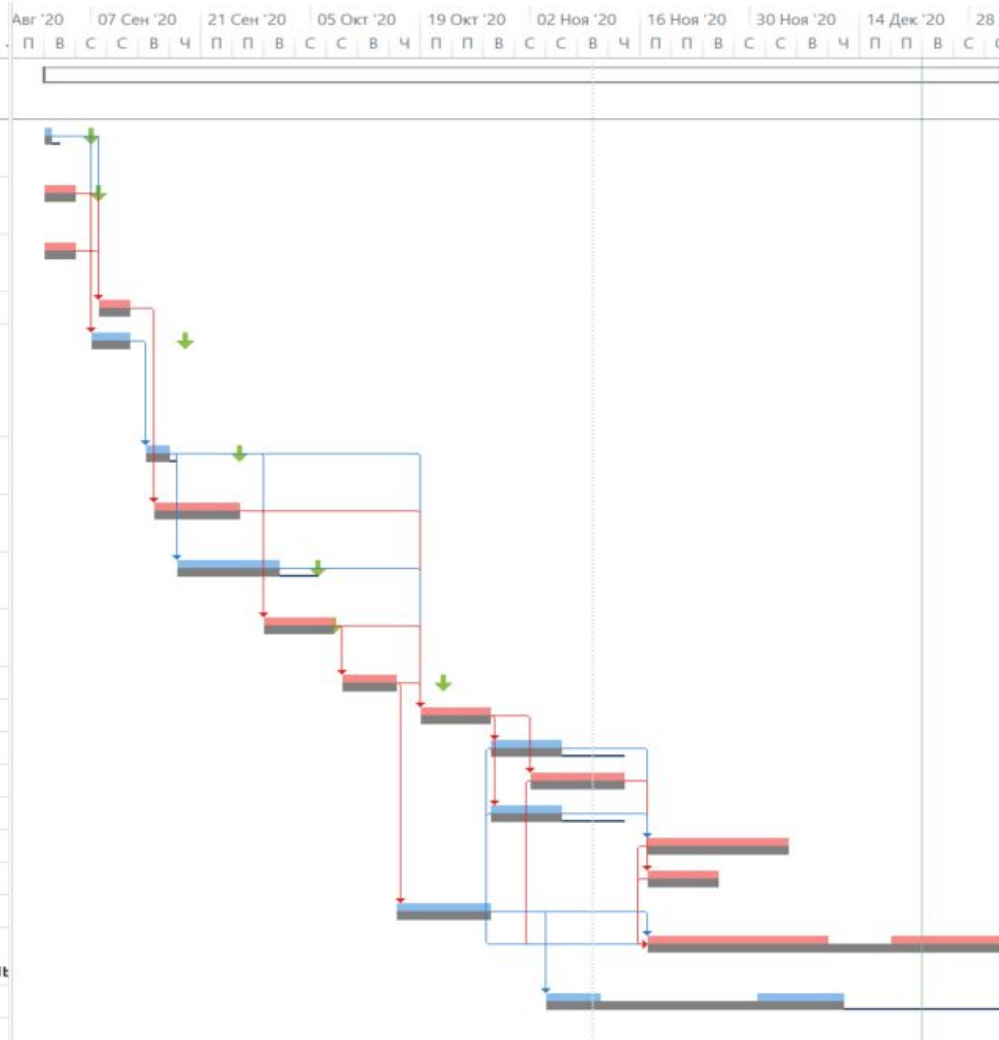 Авг '20 07 Сен '20 21 Сен '20 05 Окт '20 19 Окт '20 02 Ноя '20 16 Ноя '20 30 Ноя '20 14 Дек '20 28
П В С С В Ч П П В С С В Ч П П В С С В Ч П П В С С В Ч П П В С